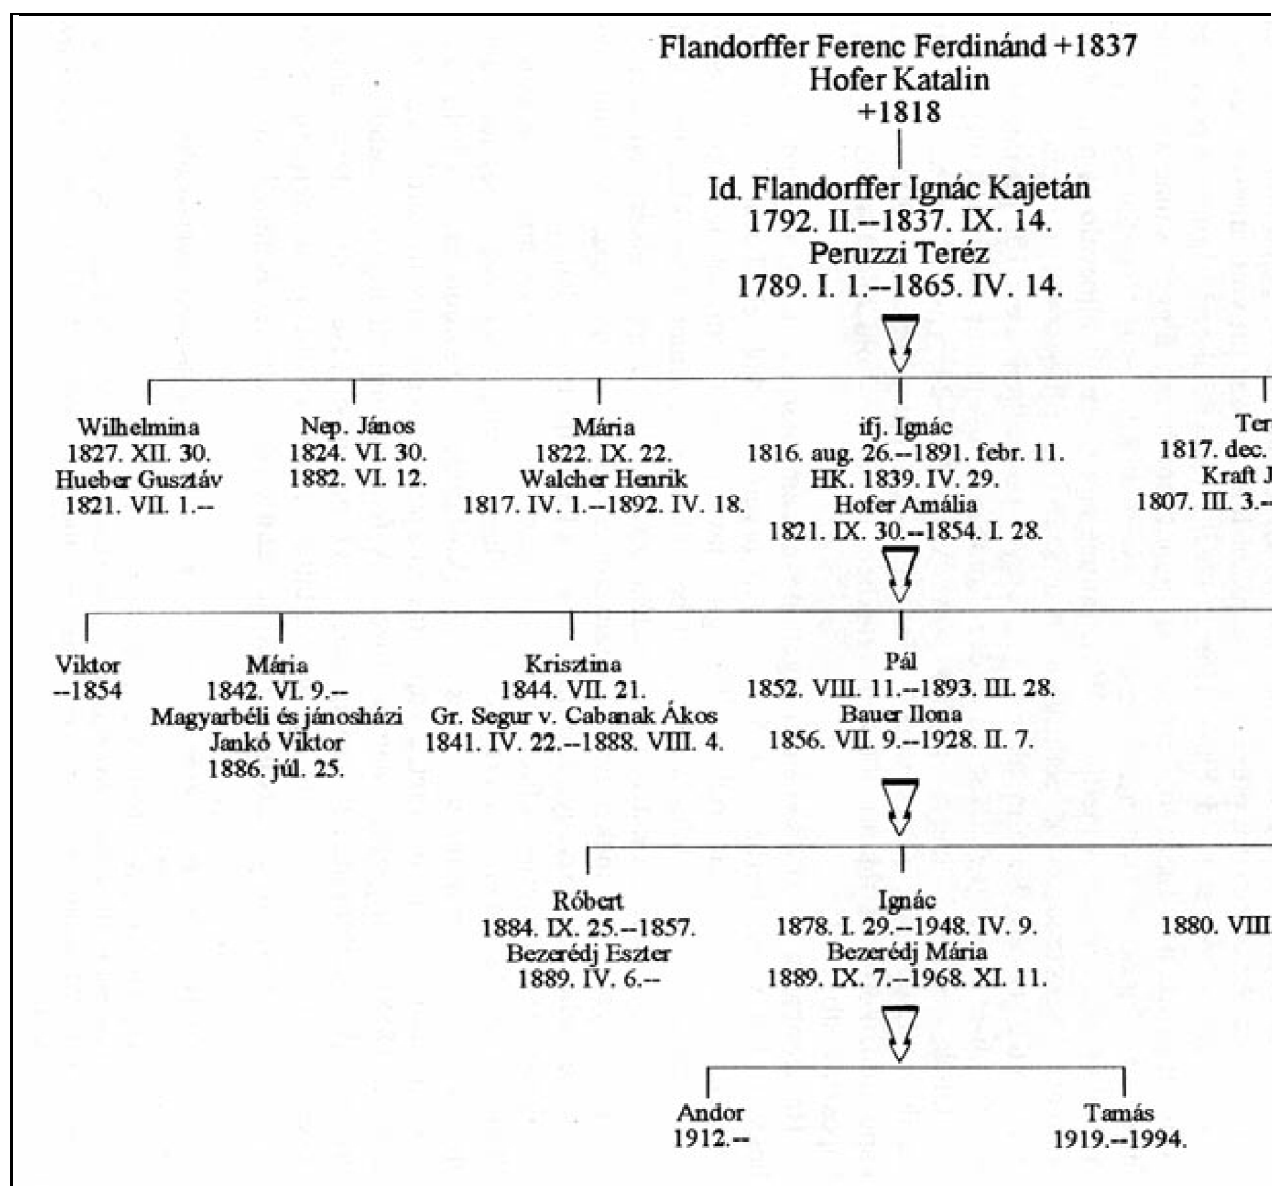 Flandorffer Ferenc Ferdinánd +1837
Hofer Katalin
+1818
Id. Flandorffer Ignác Kajetán
1792. II.--1837. IX. 14.
Peruzzi Teréz
1789. I. 1.--1865. IV. 14.
Wilhelmina
1827. XII. 30.
Hueber Gusztáv
1821. VII. 1.--
Nep. János
1824. VI. 30.
1882. VI. 12.
Mária
1822. IX. 22.
Walcher Henrik
1817. IV. 1.--1892. IV. 18.
ifj. Ignác
1816. aug. 26.--1891. febr. 11.
HK. 1839. IV. 29.
Hofer Amália
1821. IX. 30.--1854. I. 28.
Ter
1817. dec.
Kraft J
1807. III. 3.--
Viktor
--1854
Mária
1842. VI. 9.--
Magyarbéli és jánosházi
Jankó Viktor
1886. júl. 25.
Krisztina
1844. VII. 21.
Gr. Segur v. Cabanak Ákos
1841. IV. 22.--1888. VIII. 4.
Pál
1852. VIII. 11.--1893. III. 28.
Bauer Ilona
1856. VII. 9.--1928. II. 7.
Róbert
1884. IX. 25.--1857.
Bezerédj Eszter
1889. IV. 6.--
Ignác
1878. I. 29.--1948. IV. 9.
Bezerédj Mária
1889. IX. 7.--1968. XI. 11.
1880. VIII
Andor
1912.--
Tamás
1919.--1994.